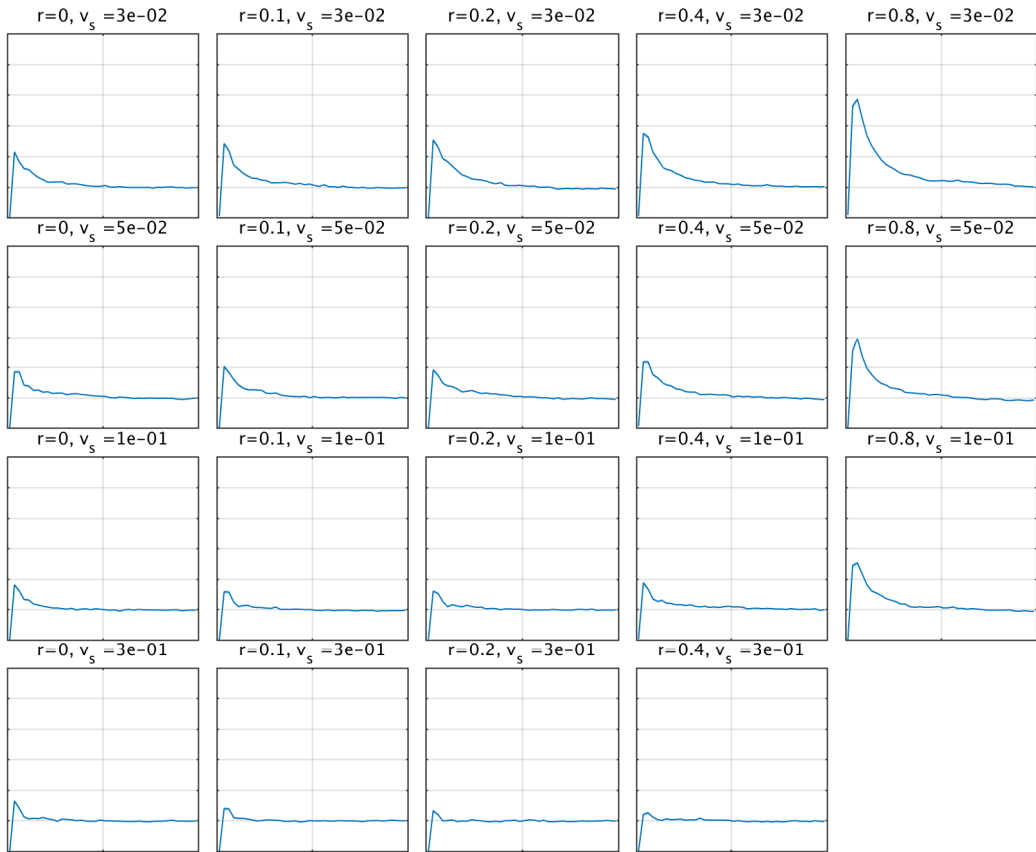 r=0, v_s =3e-02
r=0.1, v_s =3e-02
r=0.2, v_s =3e-02
r=0.4, v_s =3e-02
r=0.8, v_s =3e-02
r=0, v_s =5e-02
r=0.1, v_s =5e-02
r=0.2, v_s =5e-02
r=0.4, v_s =5e-02
r=0.8, v_s =5e-02
r=0, v_s =1e-01
r=0.1, v_s =1e-01
r=0.2, v_s =1e-01
r=0.4, v_s =1e-01
r=0.8, v_s =1e-01
r=0, v_s =3e-01
r=0.1, v_s =3e-01
r=0.2, v_s =3e-01
r=0.4, v_s =3e-01